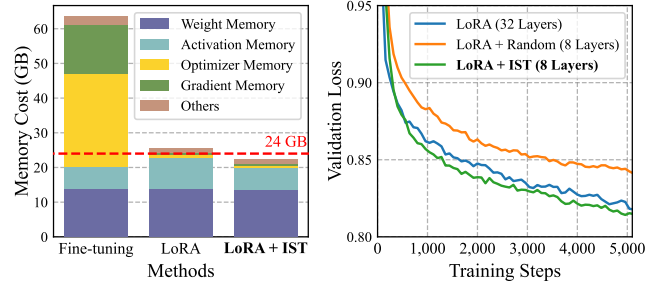 Memory Cost (GB)
60
50
40
30
20
10
0
Weight Memory
Activation Memory
Optimizer Memory
Gradient Memory
Others
24 GB
Fine-tuning
LoRA
LoRA + IST
Methods
Validation Loss
0.90
0.85
0.80
LoRA (32 Layers)
LoRA + Random (8 Layers)
LoRA + IST (8 Layers)
0
1,000
2,000
3,000
4,000
5,000
Training Steps